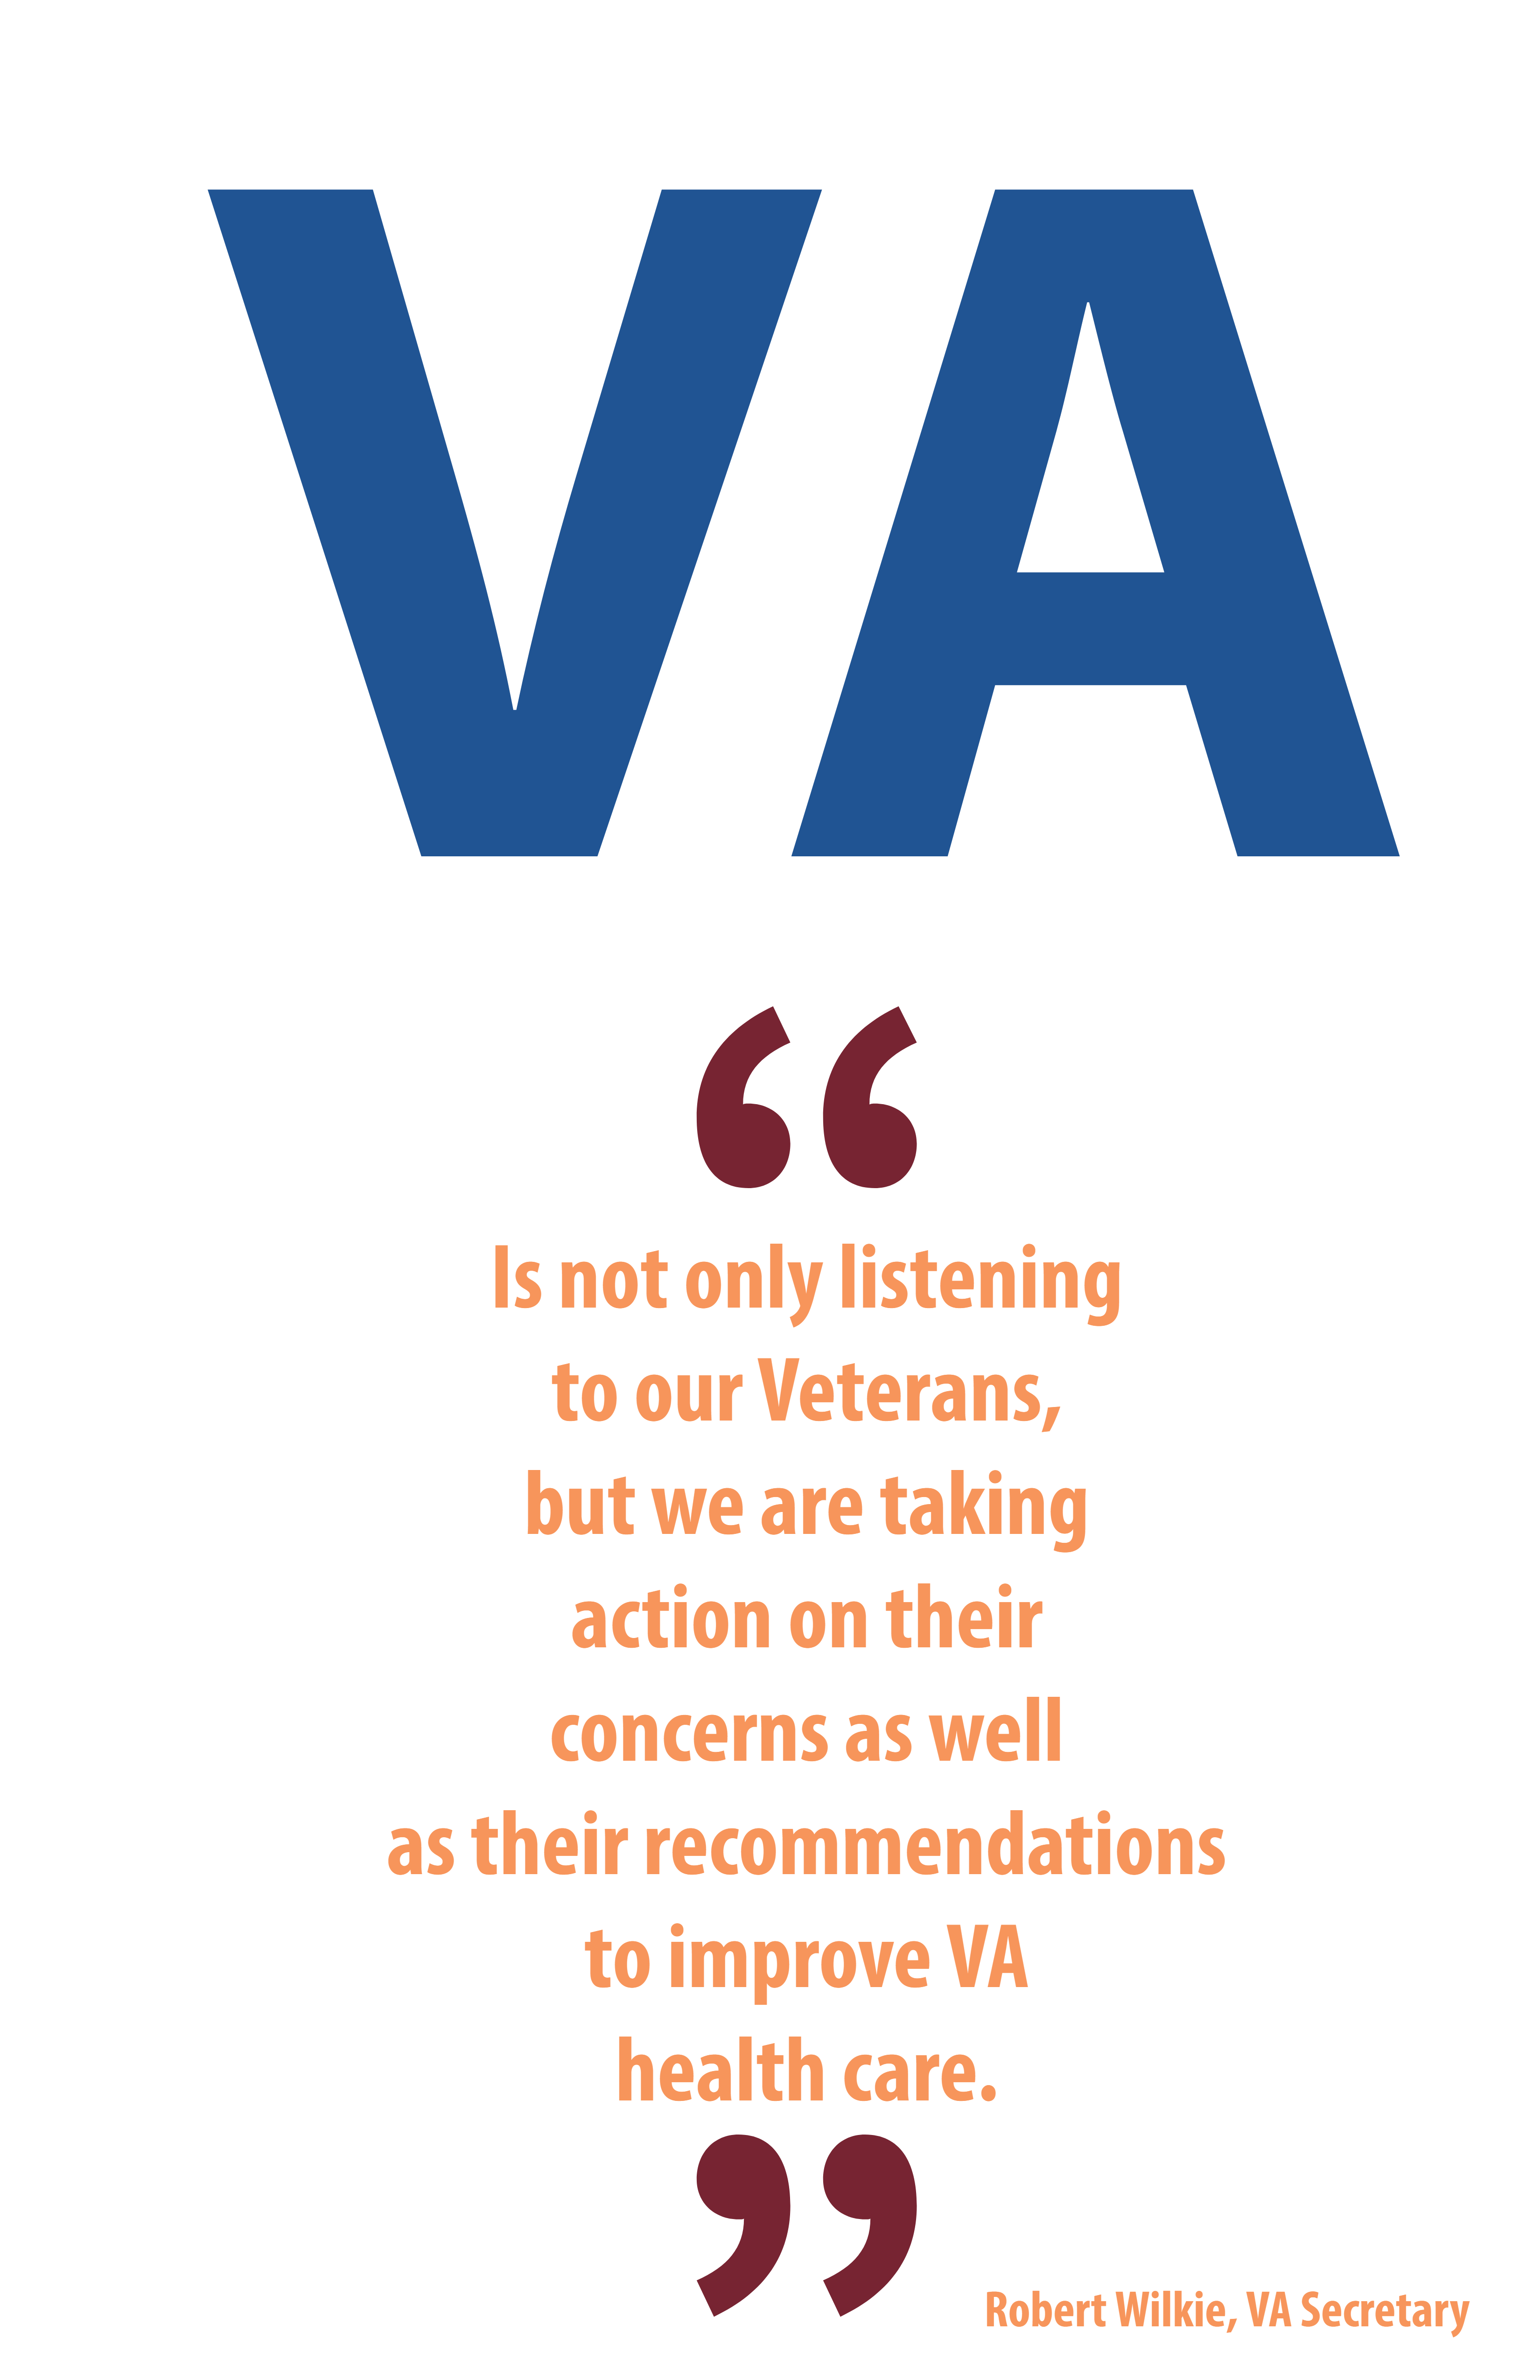 VA
“
Is not only listening
to our Veterans,
but we are taking
action on their
concerns as well
as their recommendations
to improve VA
health care.
”
Robert Wilkie, VA Secretary